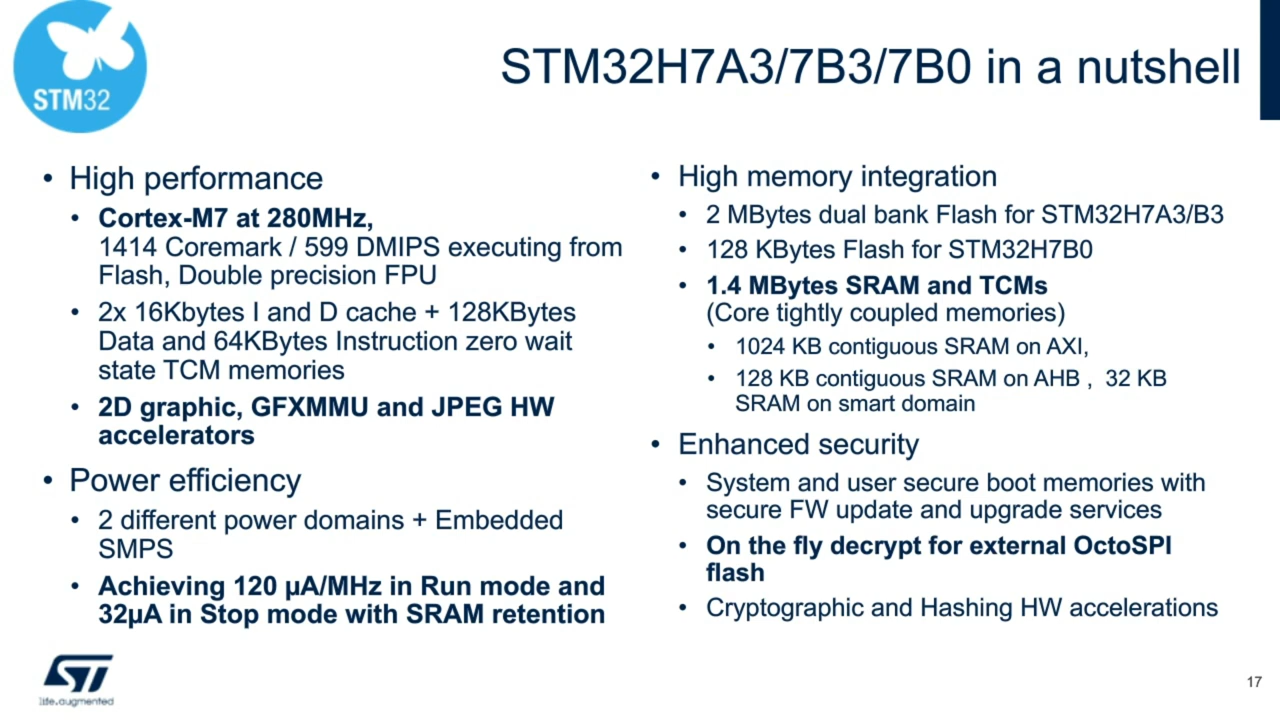 STM32
STM32H7A3/7B3/7B0 in a nutshell
• High performance
• Cortex-M7 at 280MHz,
1414 Coremark / 599 DMIPS executing from
Flash, Double precision FPU
• 2x 16Kbytes I and D cache + 128KBytes
Data and 64KBytes Instruction zero wait
state TCM memories
• 2D graphic, GFXMMU and JPEG HW
accelerators
• Power efficiency
• 2 different power domains + Embedded
SMPS
• Achieving 120 µA/MHz in Run mode and
32µA in Stop mode with SRAM retention
• High memory integration
• 2 MBytes dual bank Flash for STM32H7A3/B3
• 128 KBytes Flash for STM32H7B0
• 1.4 MBytes SRAM and TCMs
(Core tightly coupled memories)
• 1024 KB contiguous SRAM on AXI,
• 128 KB contiguous SRAM on AHB , 32 KB
SRAM on smart domain
• Enhanced security
• System and user secure boot memories with
secure FW update and upgrade services
• On the fly decrypt for external OctoSPI
flash
• Cryptographic and Hashing HW accelerations
ST
life.augmented
17